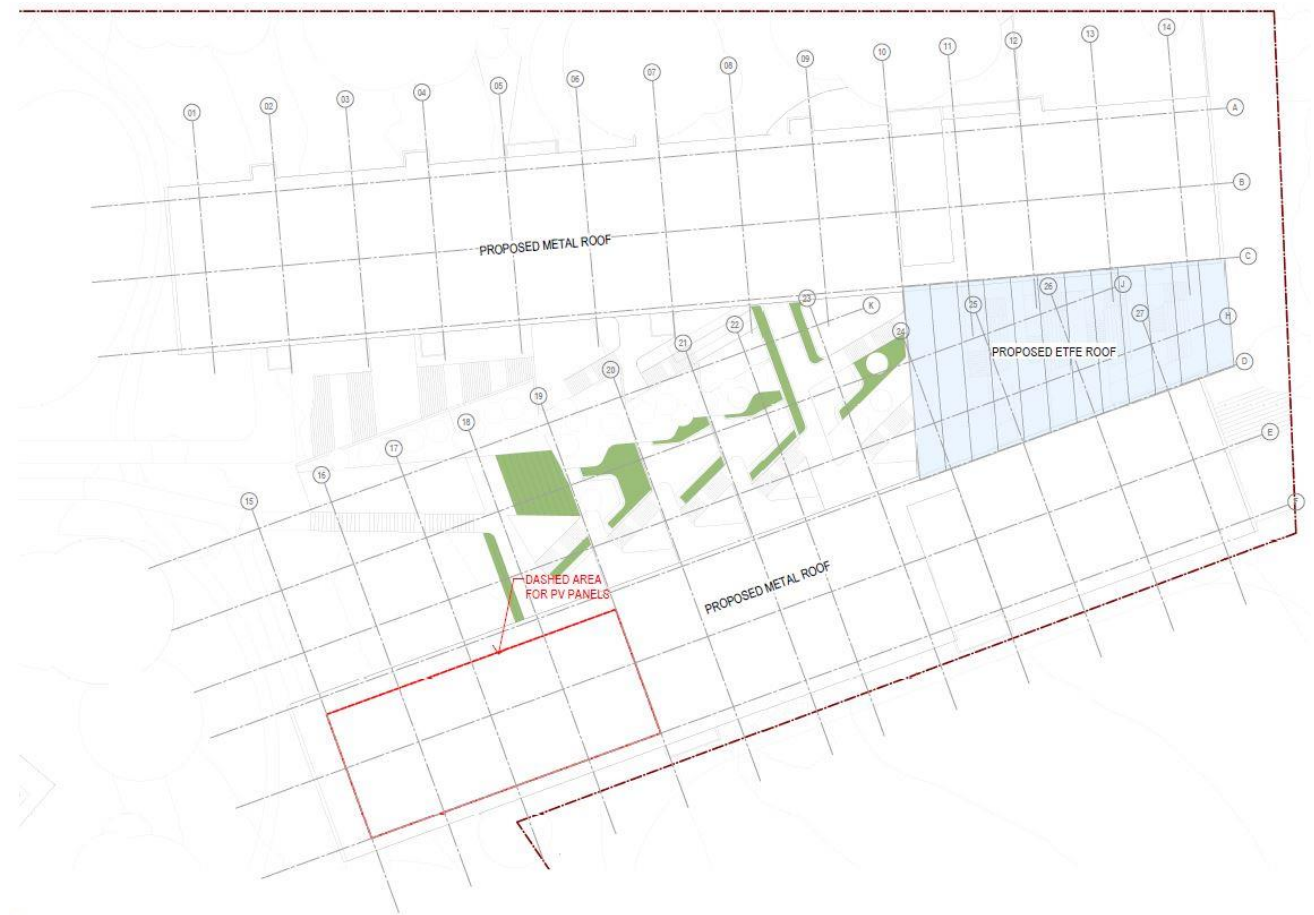 14
13
12
11
10
09
08
07
06
05
04
03
02
01
A
B
PROPOSED METAL ROOF
C
J
26
25
23
K
27
H
22
24
PROPOSED ETFE ROOF
21
D
20
19
18
E
17
16
15
F
DASHED AREA
FOR PV PANELS
PROPOSED METAL ROOF